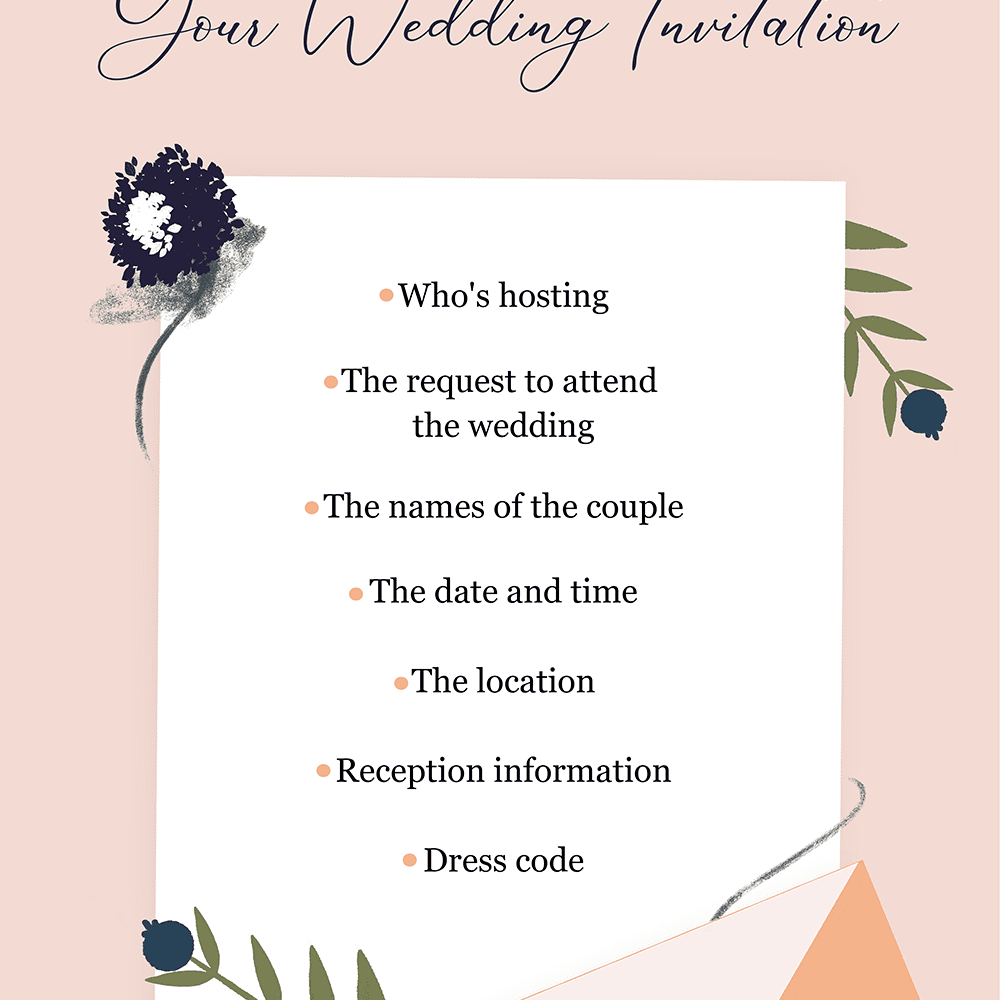 Your Wedding Invitation
•Who's hosting
•The request to attend
the wedding
•The names of the couple
• The date and time
•The location
• Reception information
• Dress code